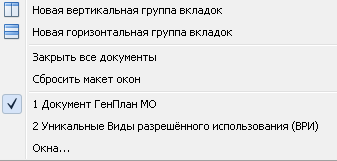 Новая вертикальная группа вкладок
Новая горизонтальная группа вкладок
Закрыть все документы
Сбросить макет окон
1 Документ ГенПлан МО
2 Уникальные Виды разрешённого использования (ВРИ)
Окна...